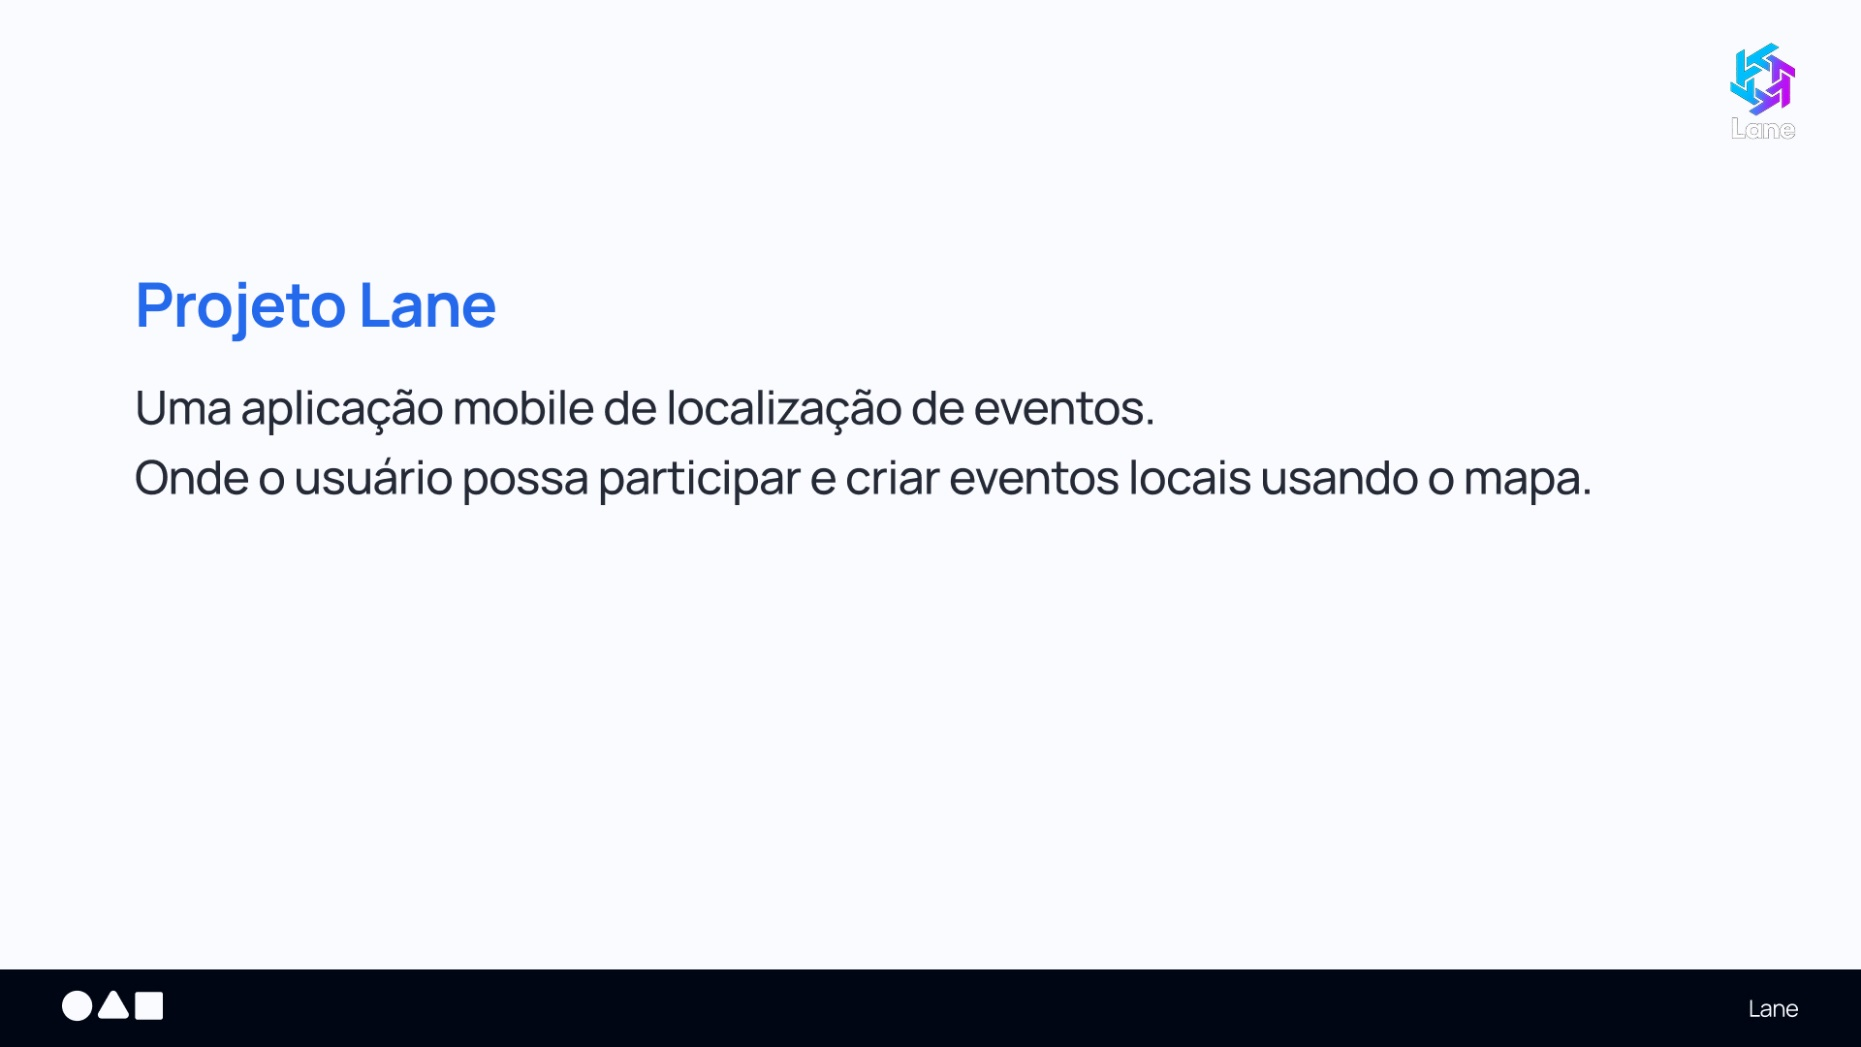 Lane
Projeto Lane
Uma aplicação mobile de localização de eventos.
Onde o usuário possa participar e criar eventos locais usando o mapa.
Lane